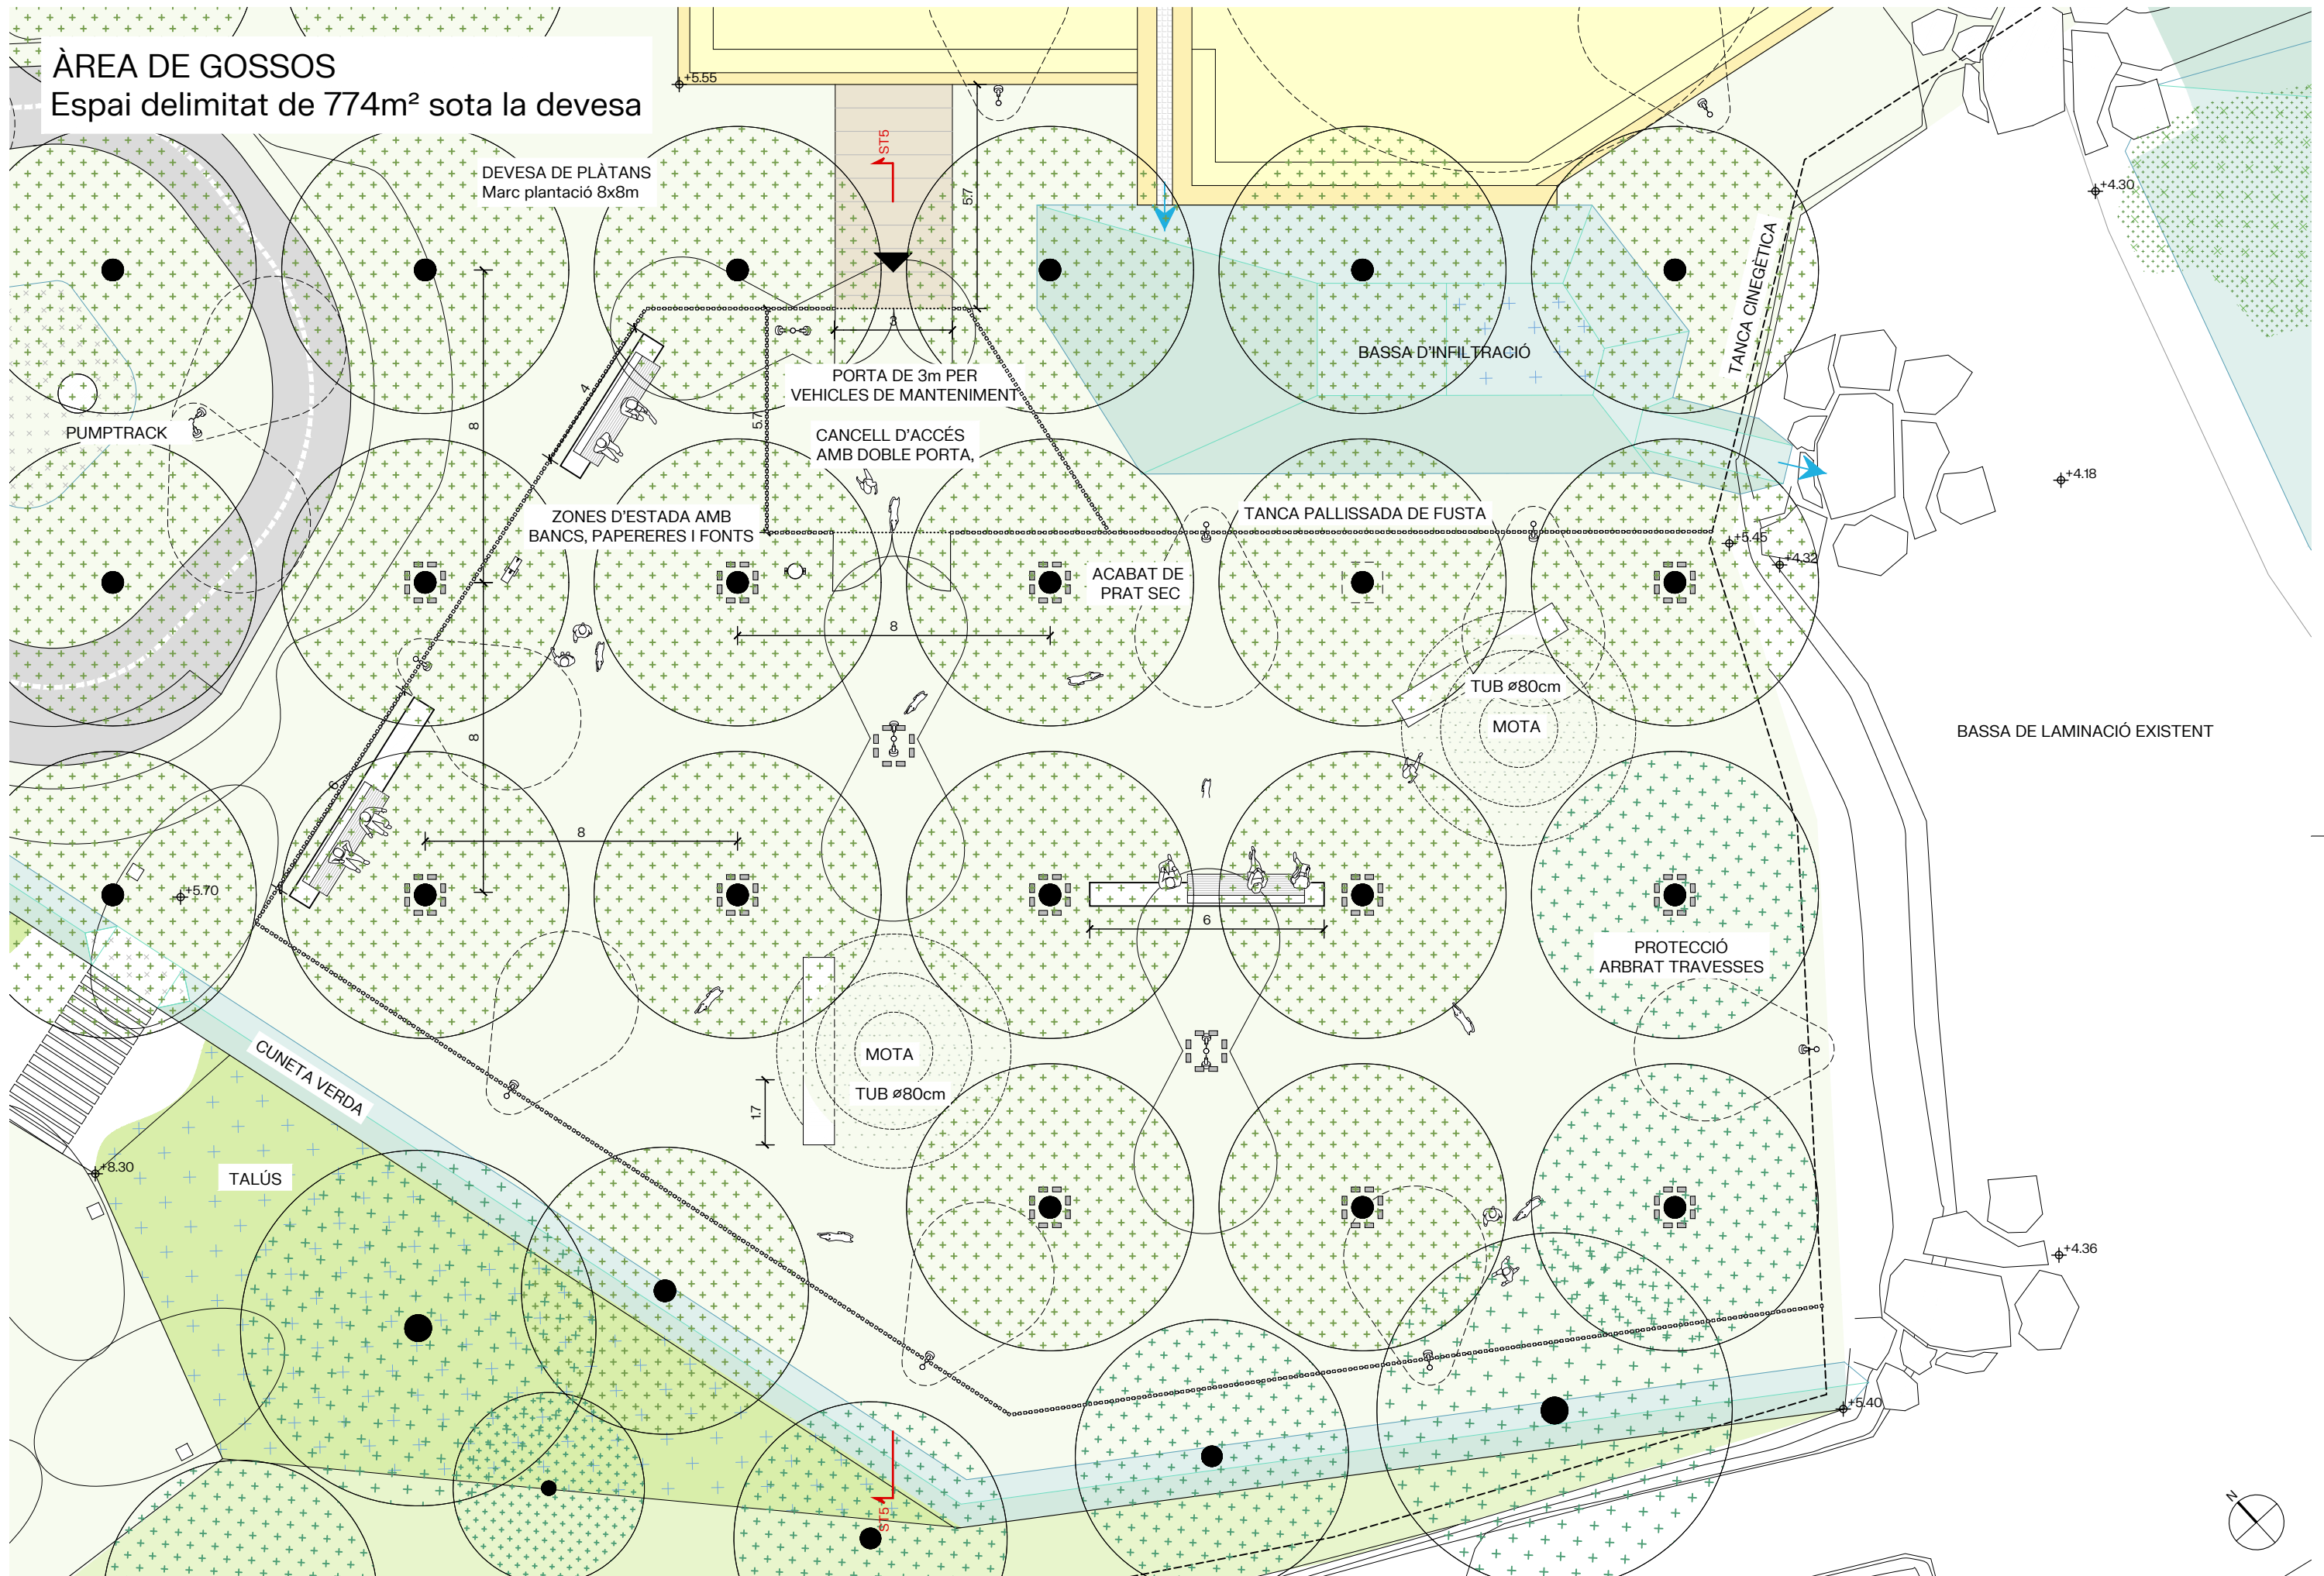 ÀREA DE GOSSOS
Espai delimitat de 774m² sota la devesa
+5.55
ST5
DEVESA DE PLÀTANS
Marc plantació 8x8m
5.7
+4.30
TANCA CINEGÈTICA
3
BASSA D'INFILTRACIÓ
PORTA DE 3m PER
VEHICLES DE MANTENIMENT
4
8
5.7
PUMPTRACK
CANCELL D'ACCÉS
AMB DOBLE PORTA,
+4.18
ZONES D'ESTADA AMB
BANCS, PAPERERES I FONTS
TANCA PALLISSADA DE FUSTA
+5.45
+4.32
ACABAT DE
PRAT SEC
8
TUB ø80cm
MOTA
BASSA DE LAMINACIÓ EXISTENT
8
6
8
+5.70
6
PROTECCIÓ
ARBRAT TRAVESSES
CUNETA VERDA
MOTA
TUB ø80cm
1.7
+8.30
TALÚS
+4.36
+5.40
ST5
N